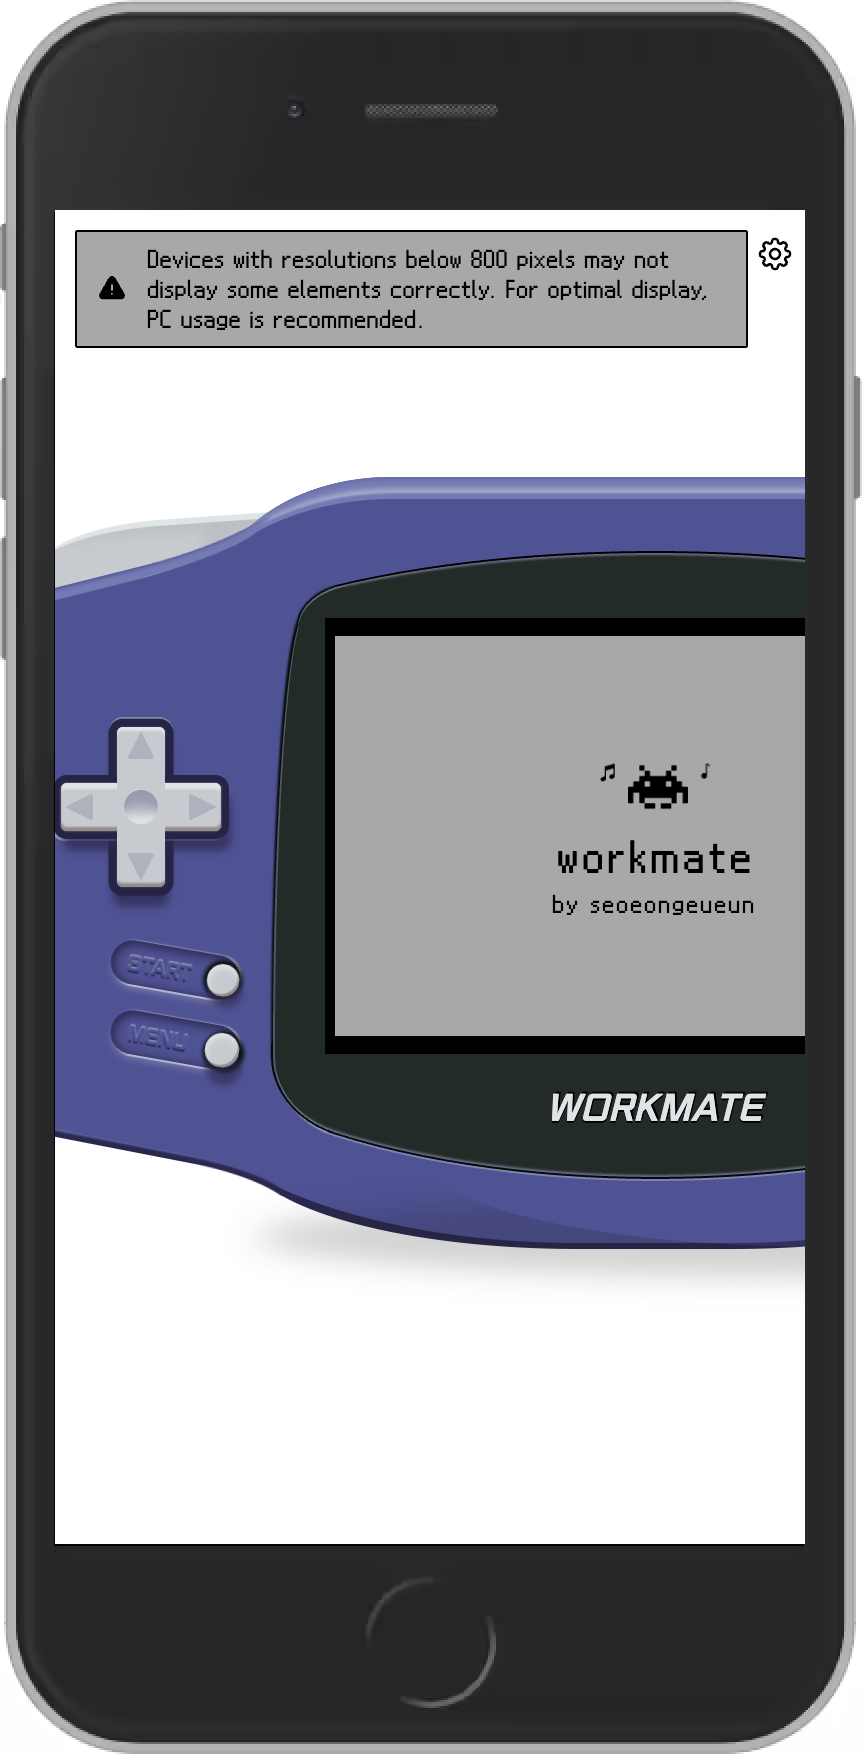 Devices with resolutions below 800 pixels may not
display some elements correctly. For optimal display,
PC usage is recommended.
workmate
by seoeongeueun
START
MENU
WORKMATE